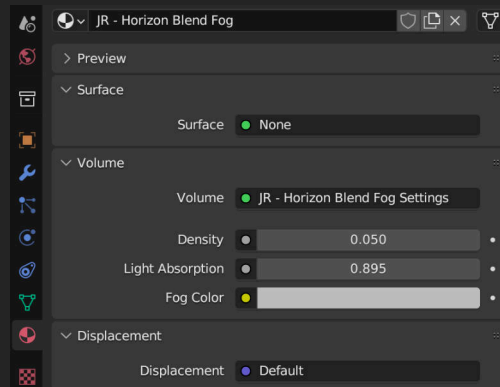 JR - Horizon Blend Fog
Preview
Surface
Surface None
Volume
Volume JR - Horizon Blend Fog Settings
Density 0.050
Light Absorption 0.895
Fog Color
Displacement
Displacement Default